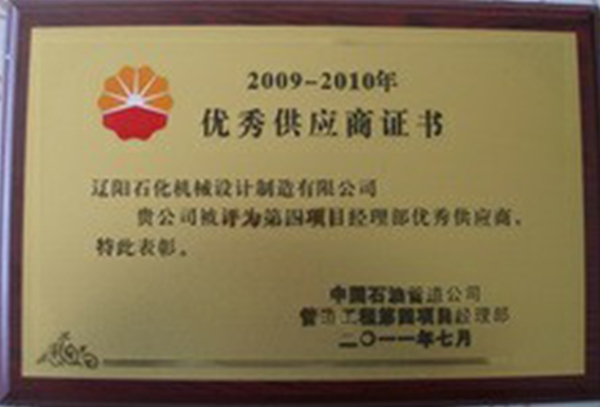 2009-2010年
优秀供应商证书
辽阳石化机械设计制造有限公司
贵公司被评为第四项目经理部优秀供应商,
特此表彰。
中国石油管道公司
管道工程第四项目经理部
二〇一一年七月